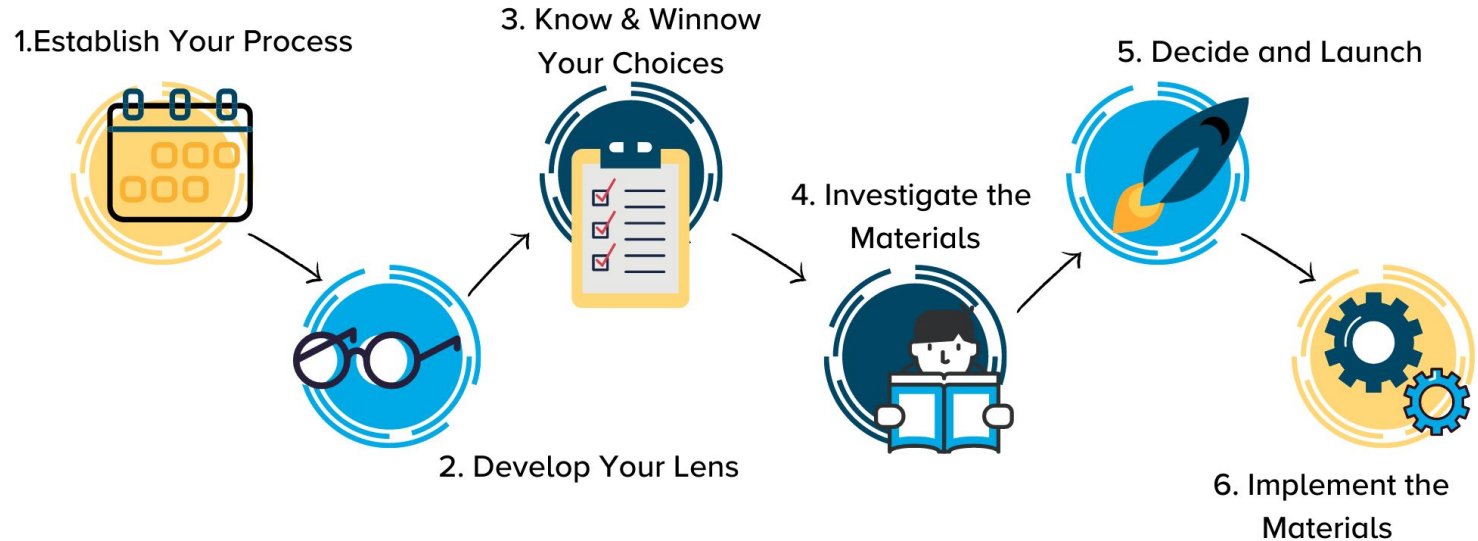 1.Establish Your Process
2. Develop Your Lens
3. Know & Winnow
Your Choices
4. Investigate the
Materials
5. Decide and Launch
6. Implement the
Materials